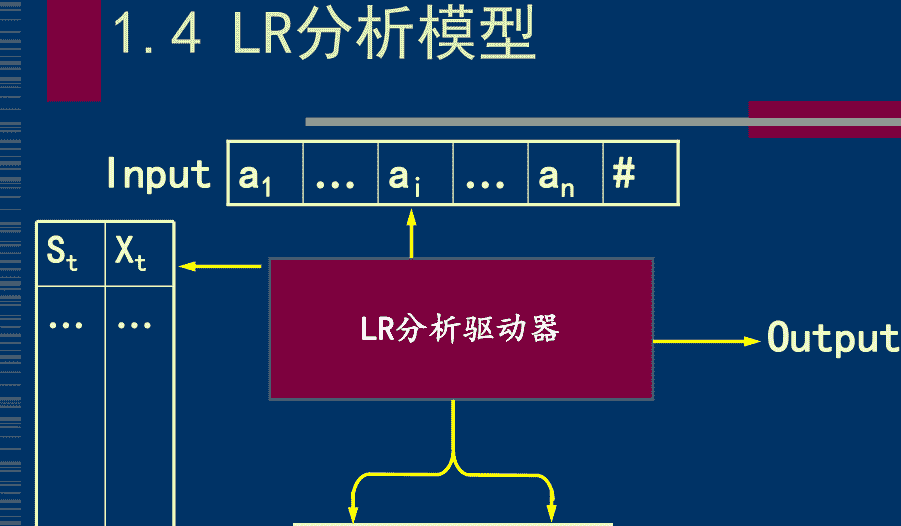 1.4 LR分析模型
Input a1 … ai … an #
St Xt
… …
LR分析驱动器
Output